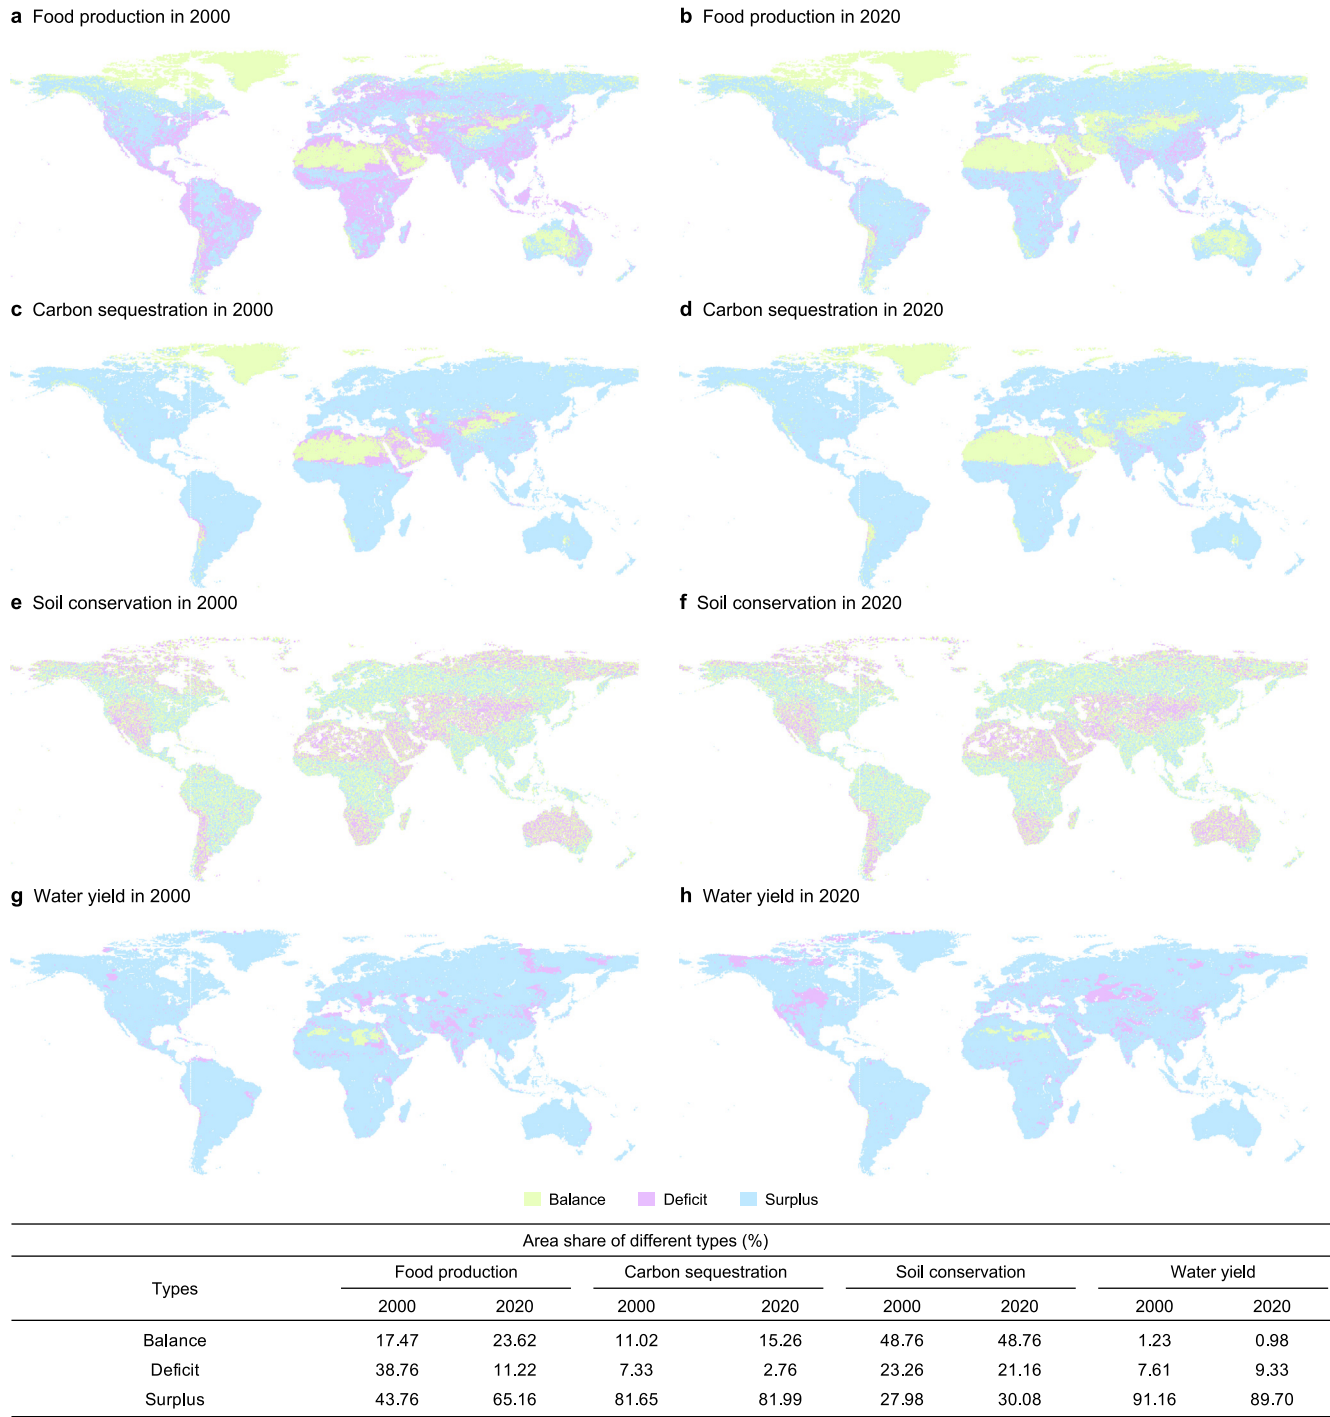 a Food production in 2000
b Food production in 2020
c Carbon sequestration in 2000
d Carbon sequestration in 2020
e Soil conservation in 2000
f Soil conservation in 2020
g Water yield in 2000
h Water yield in 2020
Balance Deficit Surplus
Area share of different types (%)
Types Food production Carbon sequestration Soil conservation Water yield
2000 2020 2000 2020 2000 2020 2000 2020
Balance 17.47 23.62 11.02 15.26 48.76 48.76 1.23 0.98
Deficit 38.76 11.22 7.33 2.76 23.26 21.16 7.61 9.33
Surplus 43.76 65.16 81.65 81.99 27.98 30.08 91.16 89.70